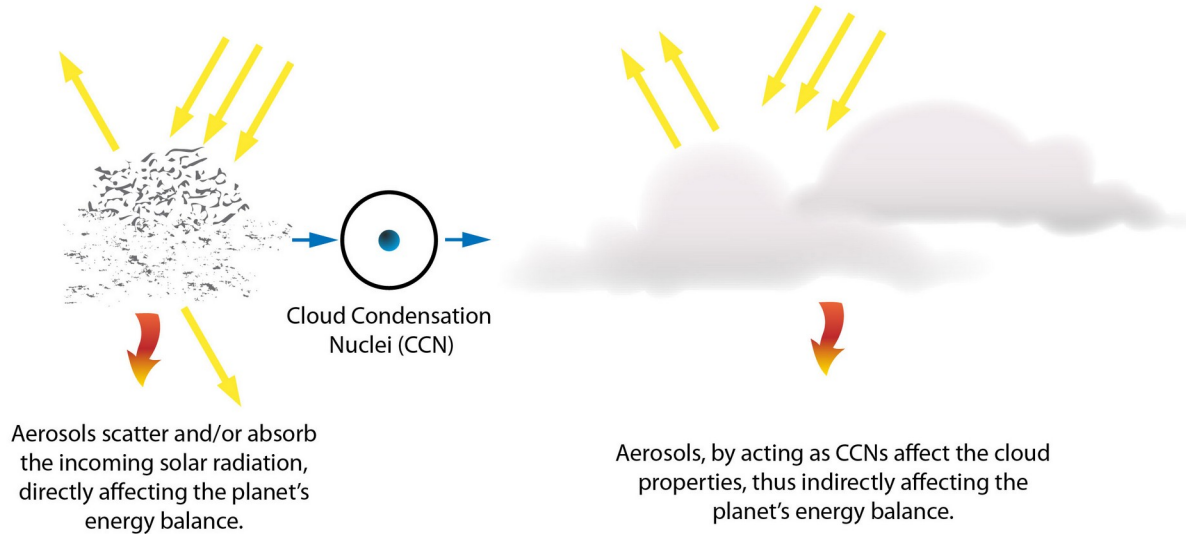 Cloud Condensation
Nuclei (CCN)
Aerosols scatter and/or absorb
the incoming solar radiation,
directly affecting the planet's
energy balance.
Aerosols, by acting as CCNs affect the cloud
properties, thus indirectly affecting the
planet's energy balance.